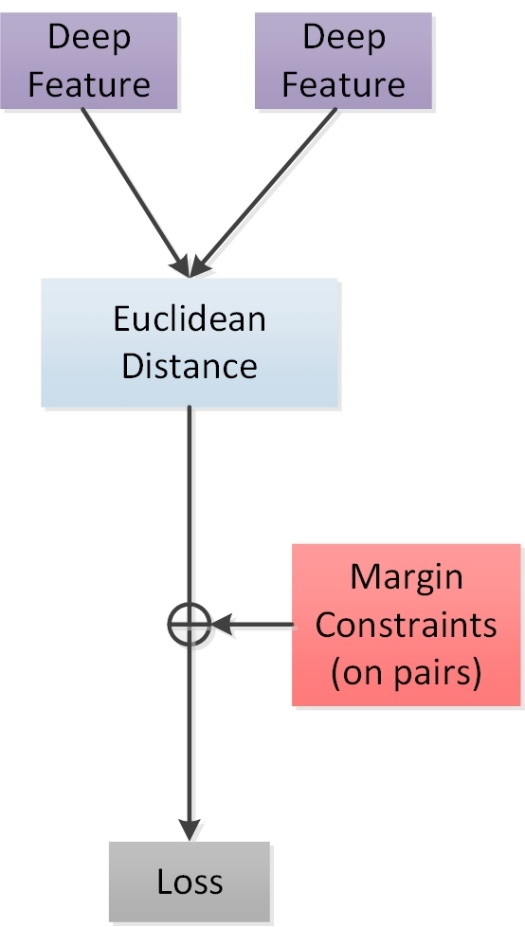 Deep
Feature
Deep
Feature
Euclidean
Distance
Margin
Constraints
(on pairs)
Loss